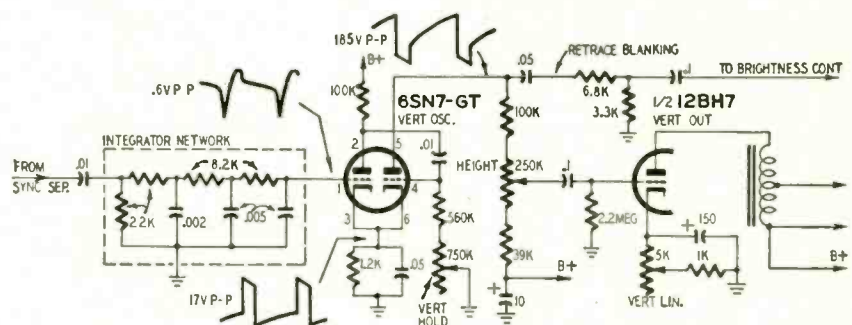 185V P-P
B+
.05
RETRACE BLANKING
.1
TO BRIGHTNESS CONT
.6V P P
100K
6SN7-GT
VERT OSC.
100K
6.8K
3.3K
1/2 12BH7
VERT OUT
INTEGRATOR NETWORK
2
5
.01
FROM
SYNC SEP.
.01
8.2K
1
4
HEIGHT
250K
.1
2.2K
.002
.005
3
6
560K
2.2MEG
+
150
1.2K
.05
750K
39K
B+
5K
1K
B+
17V P-P
VERT
HOLD
+
10
VERT LIN.